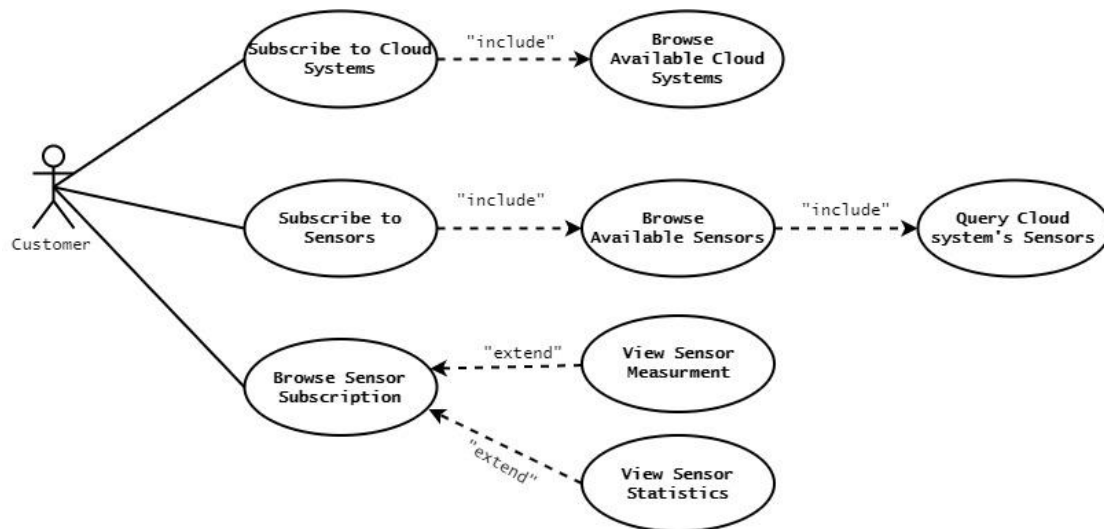 Subscribe to Cloud
Systems
"include"
Browse
Available Cloud
Systems
Customer
Subscribe to
Sensors
"include"
Browse
Available Sensors
"include"
Query Cloud
system's Sensors
Browse Sensor
Subscription
"extend"
View Sensor
Measurment
"extend"
View Sensor
Statistics